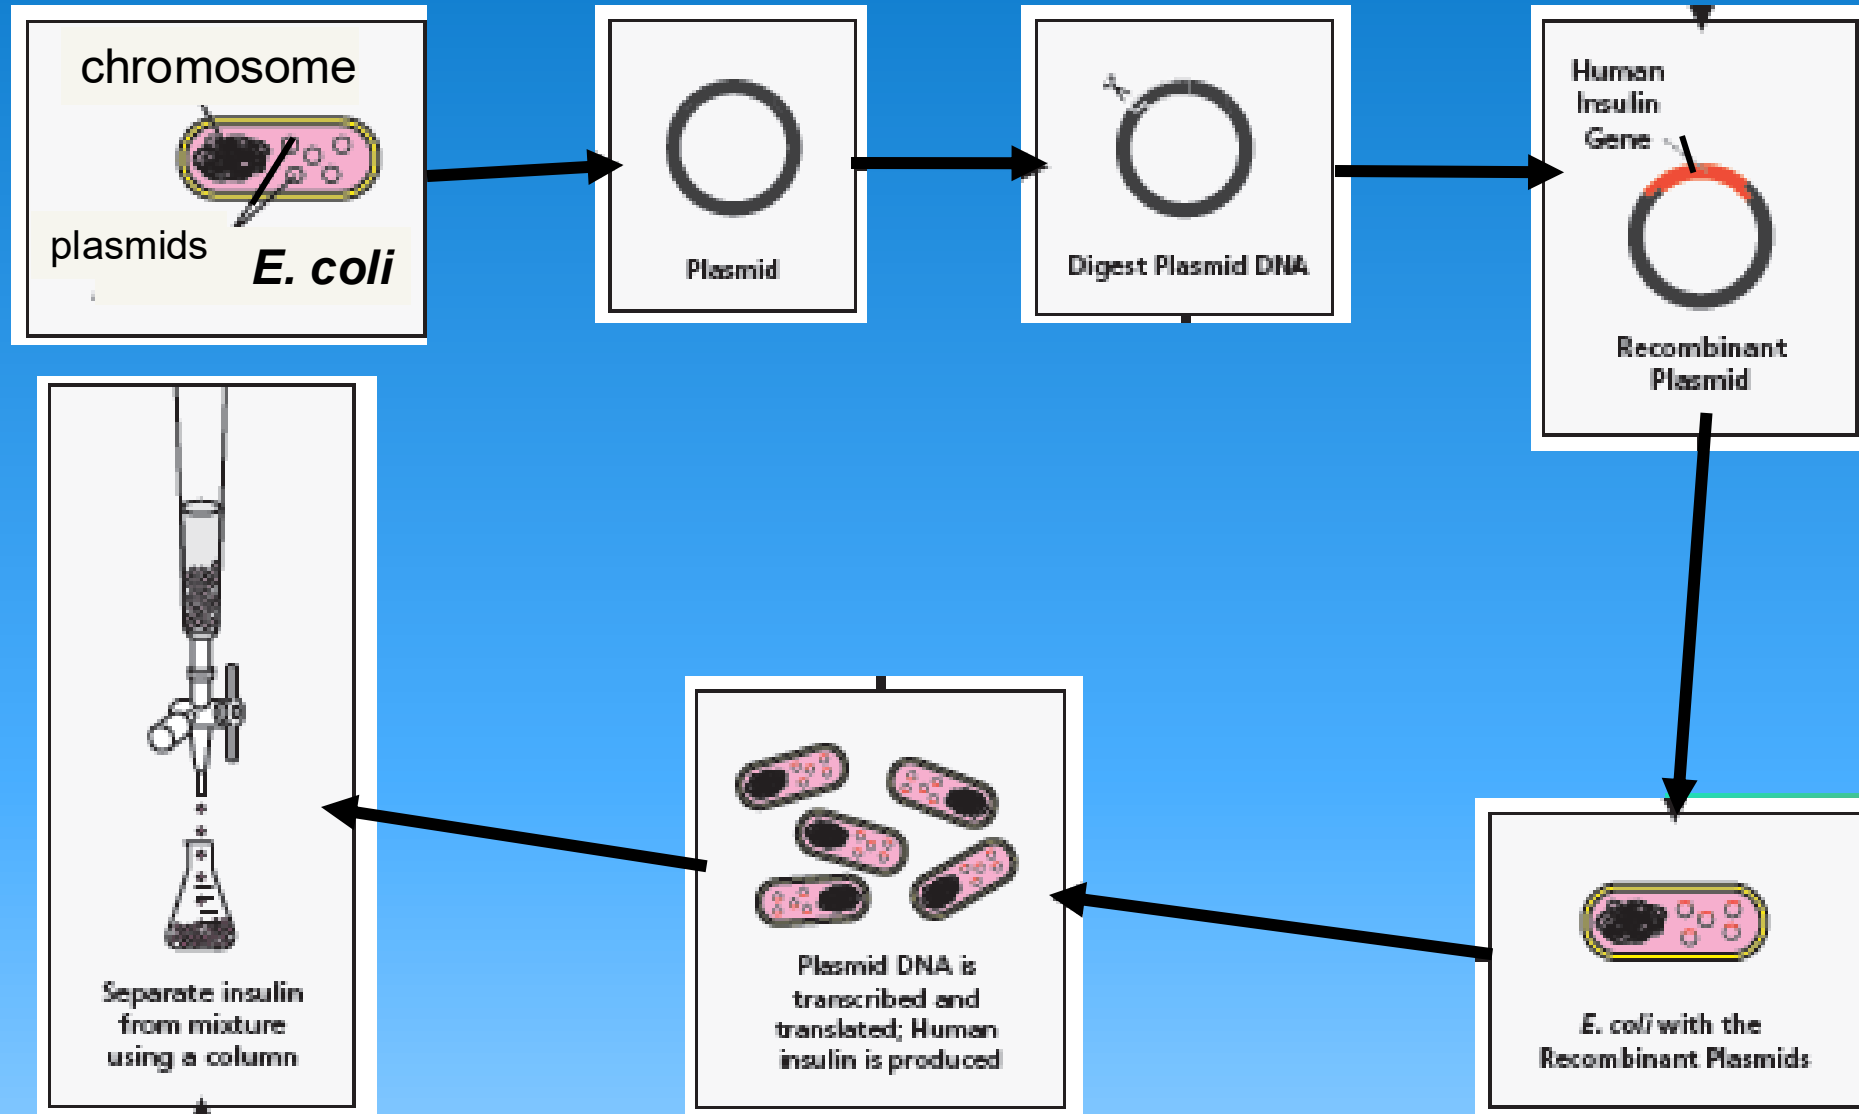 chromosome
plasmids
E. coli
Plasmid
Digest Plasmid DNA
Human
Insulin
Gene
Recombinant
Plasmid
E. coli with the
Recombinant Plasmids
Plasmid DNA is
transcribed and
translated; Human
insulin is produced
Separate insulin
from mixture
using a column